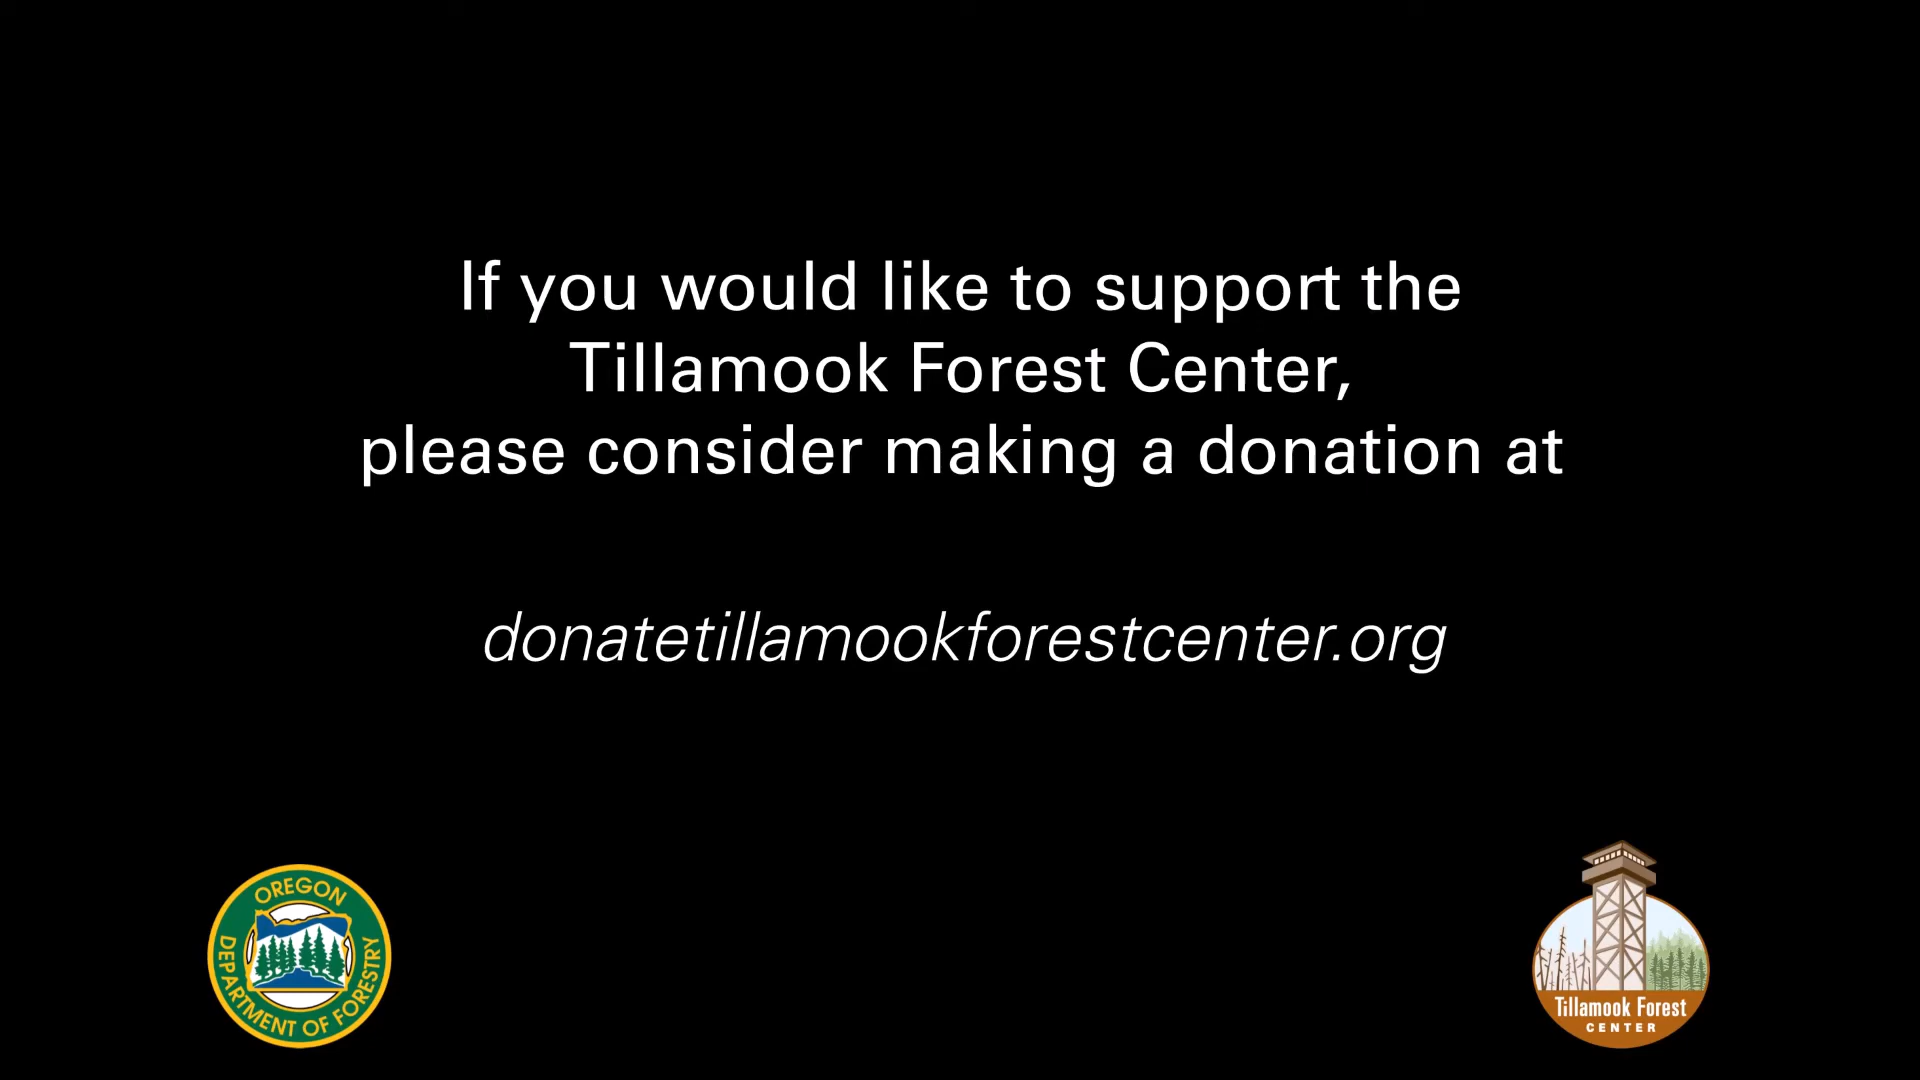 If you would like to support the
Tillamook Forest Center,
please consider making a donation at
donatetillamookforestcenter.org
OREGON
DEPARTMENT OF FORESTRY
Tillamook Forest
CENTER